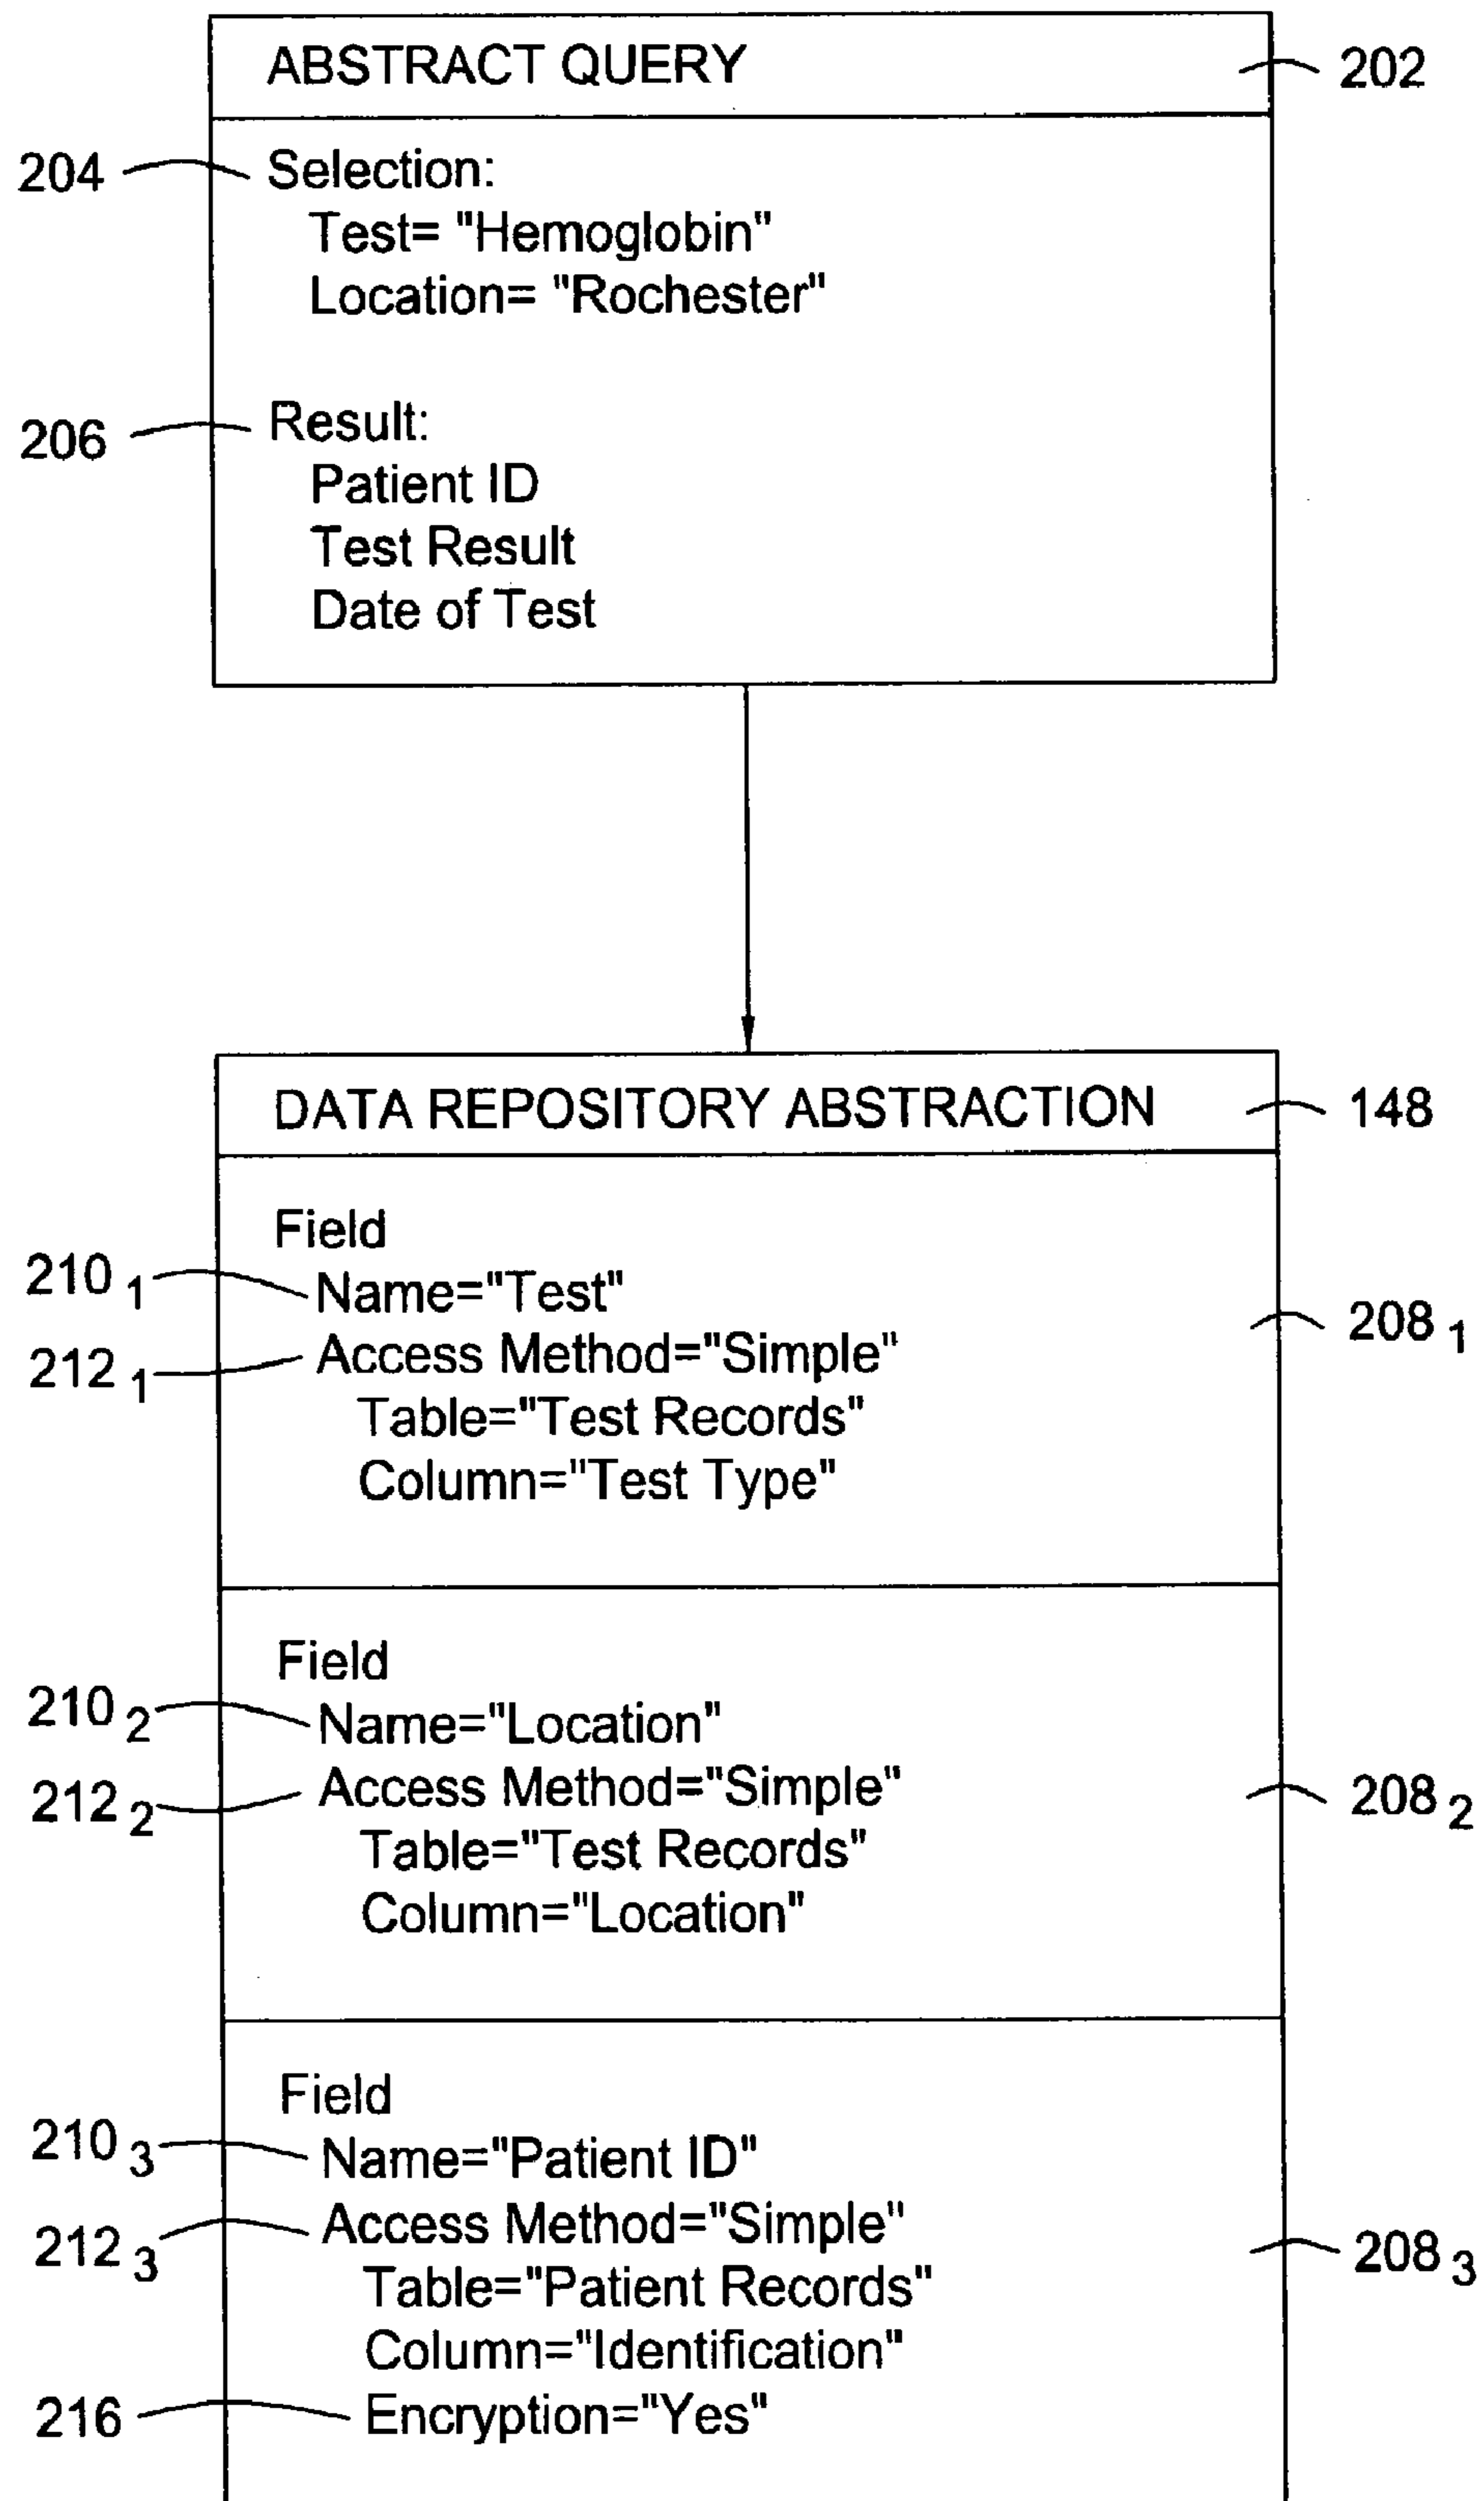 ABSTRACT QUERY
202
204
Selection:
Test= "Hemoglobin"
Location= "Rochester"
206
Result:
Patient ID
Test Result
Date of Test
DATA REPOSITORY ABSTRACTION
148
Field
210 1
Name="Test"
208 1
212 1
Access Method="Simple"
Table="Test Records"
Column="Test Type"
Field
210 2
Name="Location"
212 2
Access Method="Simple"
208 2
Table="Test Records"
Column="Location"
Field
210 3
Name="Patient ID"
212 3
Access Method="Simple"
208 3
Table="Patient Records"
Column="Identification"
216
Encryption="Yes"